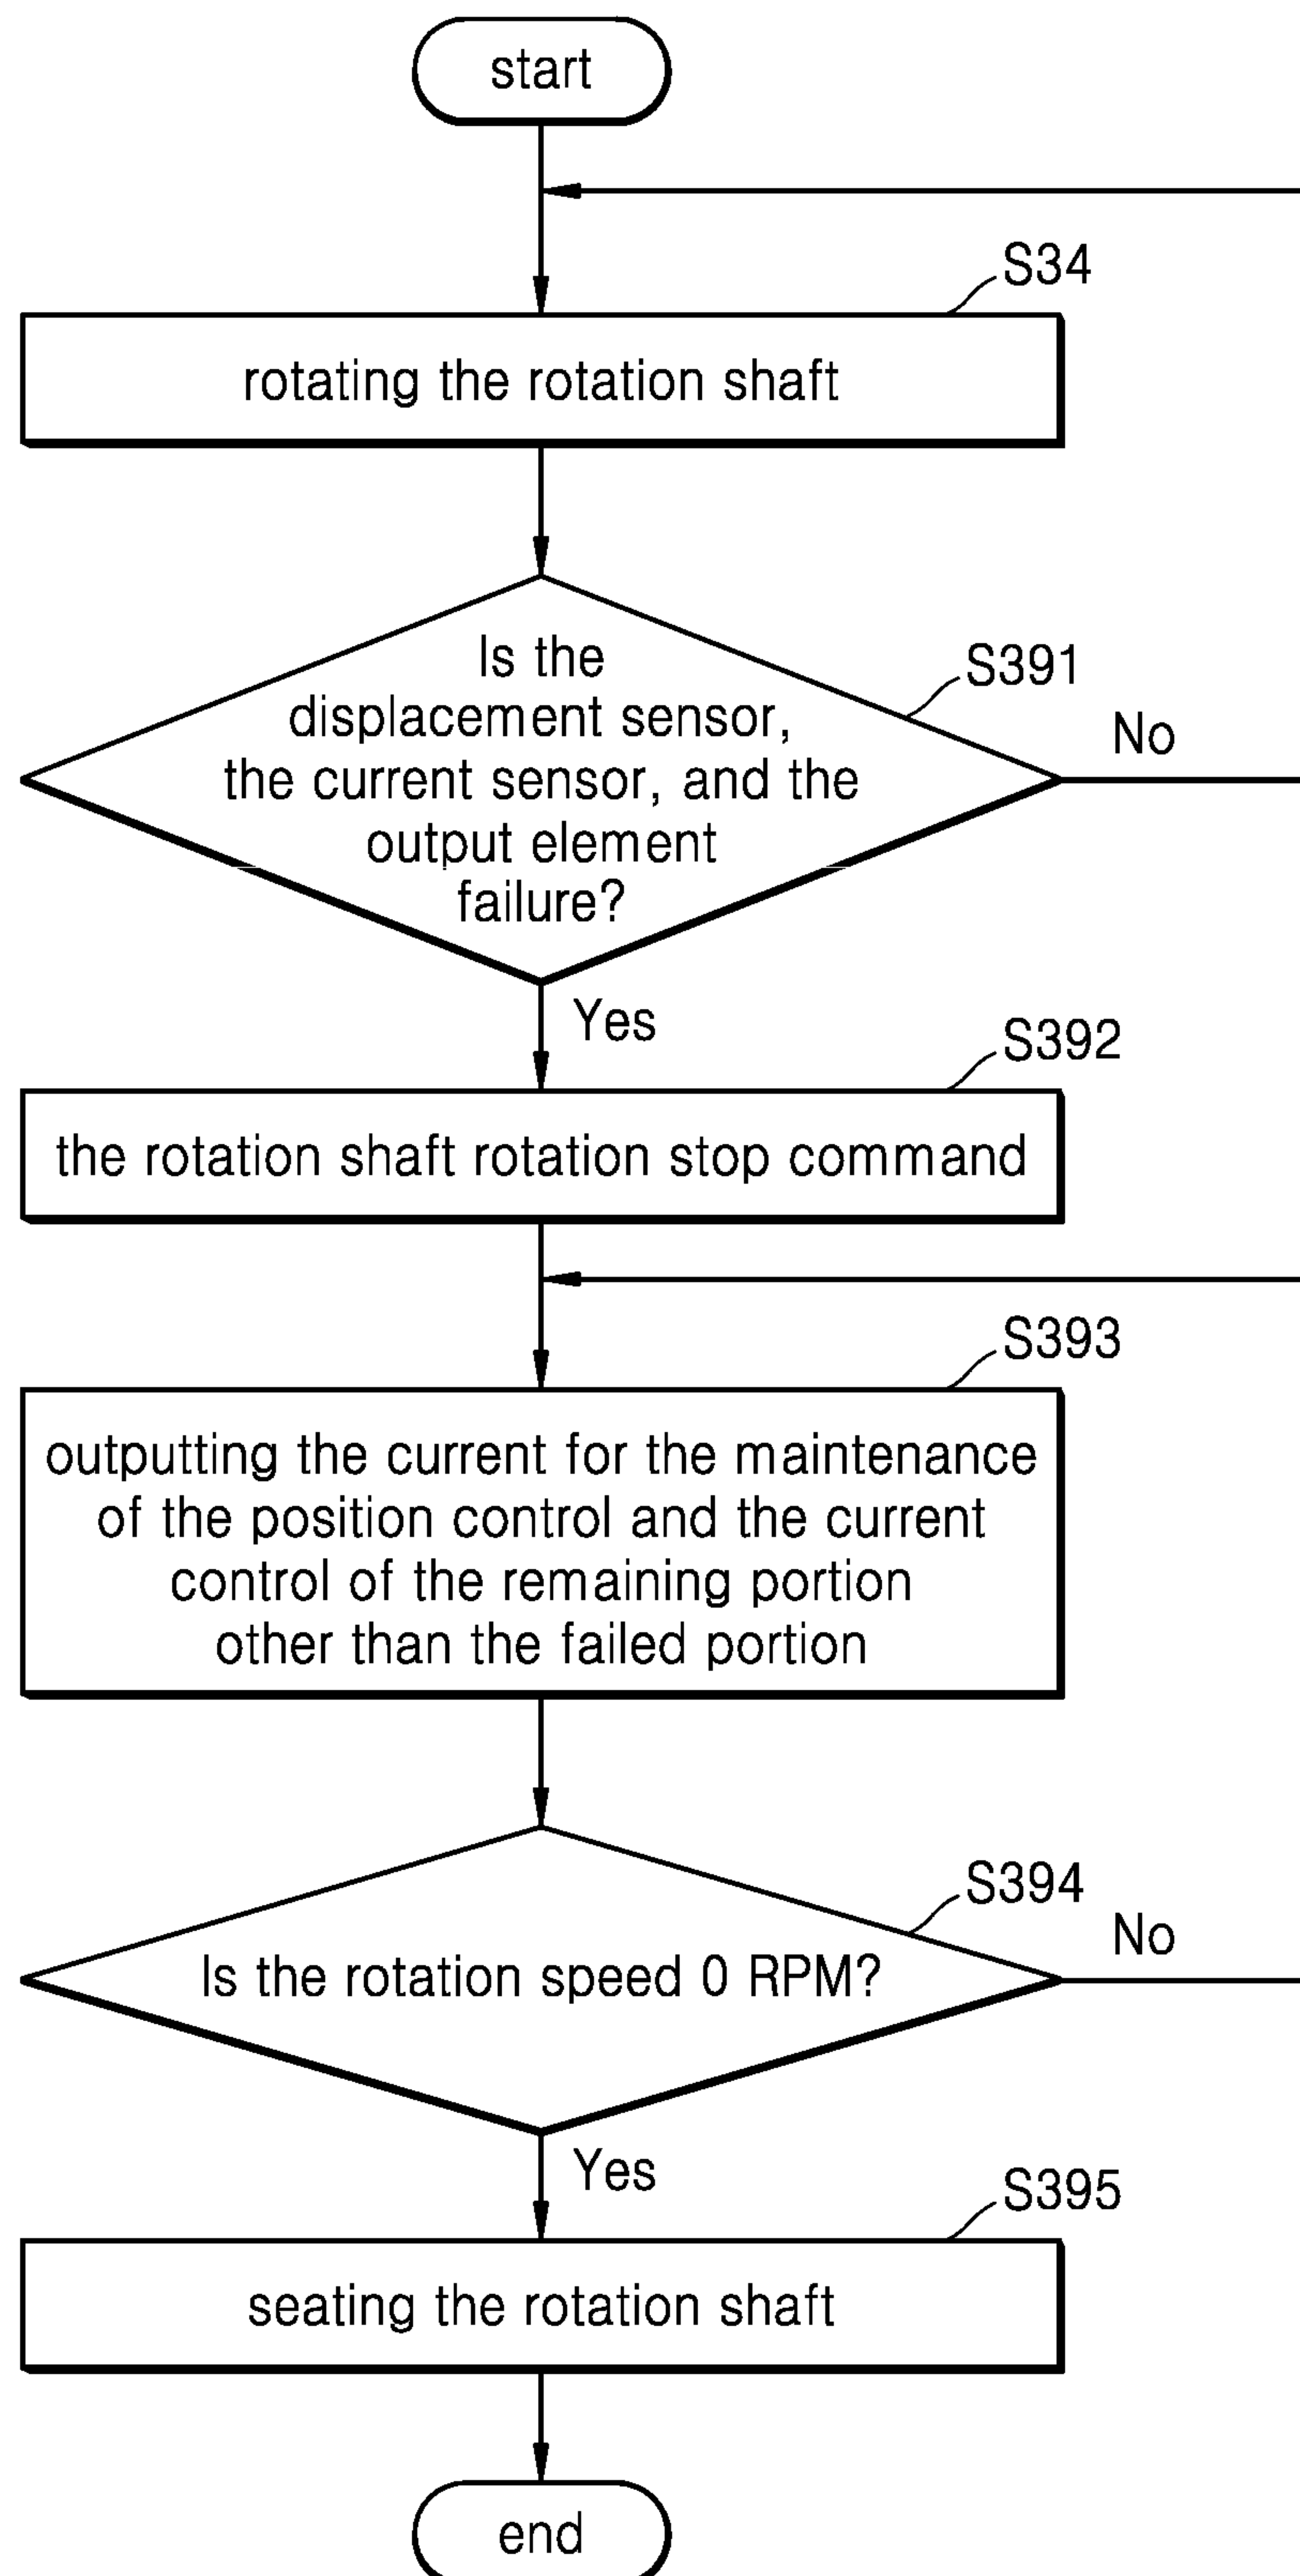 start
S34
rotating the rotation shaft
Is the
displacement sensor,
the current sensor, and the
output element
failure?
S391
No
Yes
S392
the rotation shaft rotation stop command
S393
outputting the current for the maintenance
of the position control and the current
control of the remaining portion
other than the failed portion
S394
No
Is the rotation speed 0 RPM?
Yes
S395
seating the rotation shaft
end